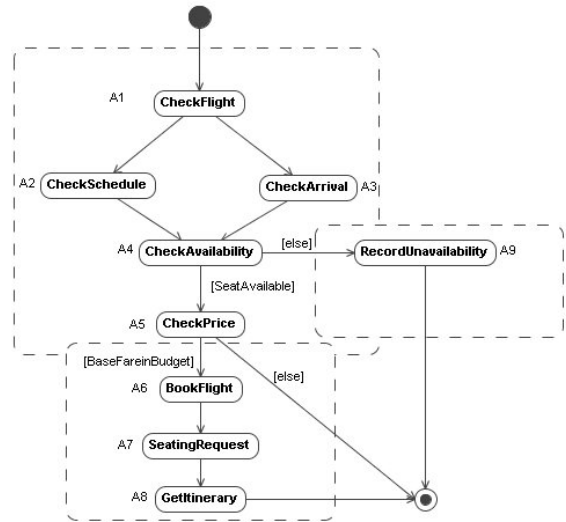 A1
CheckFlight
A2
CheckSchedule
CheckArrival
A3
A4
CheckAvailability
[else]
RecordUnavailability
A9
[SeatAvailable]
A5
CheckPrice
[BaseFareinBudget]
[else]
A6
BookFlight
A7
SeatingRequest
A8
GetItinerary